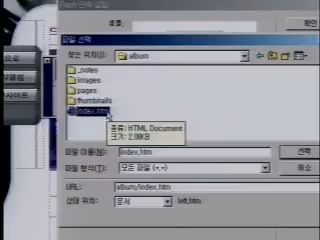 파일 선택
찾는 위치(I):
album
_notes
images
pages
thumbnails
index.htm
종류: HTML Document
크기: 2.08KB
파일 이름(N):
index.htm
선택
파일 형식(T):
모든 파일 (*.*)
취소
URL:
album/index.htm
상대 위치:
문서
left.htm